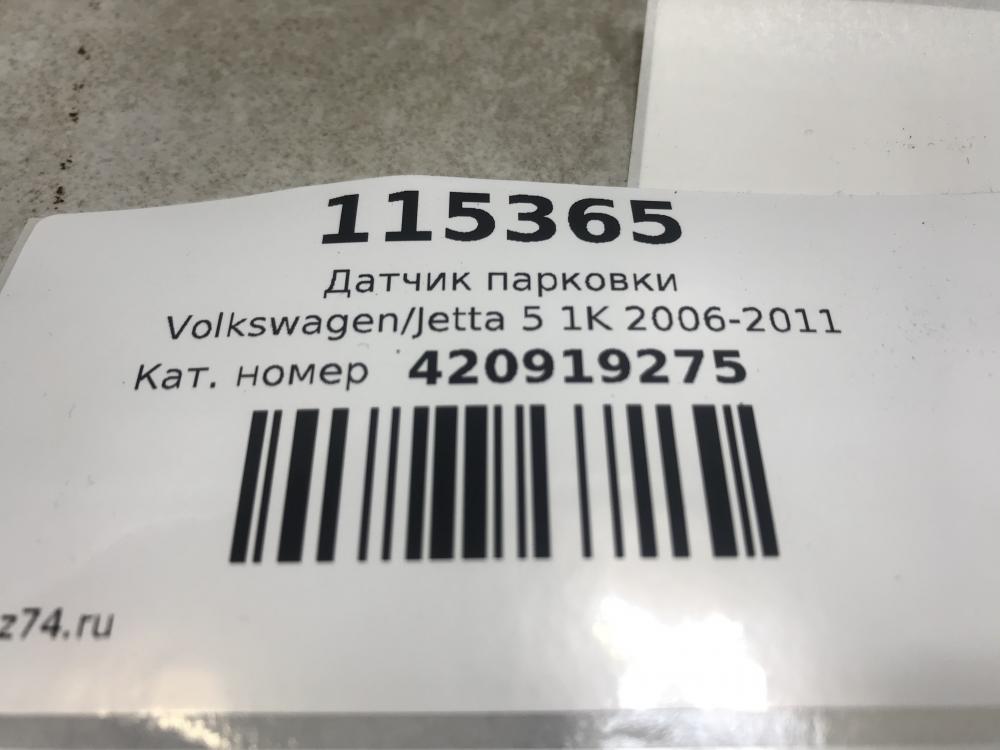 115365
Датчик парковки
Volkswagen/Jetta 5 1K 2006-2011
Кат. номер 420919275
z74.ru